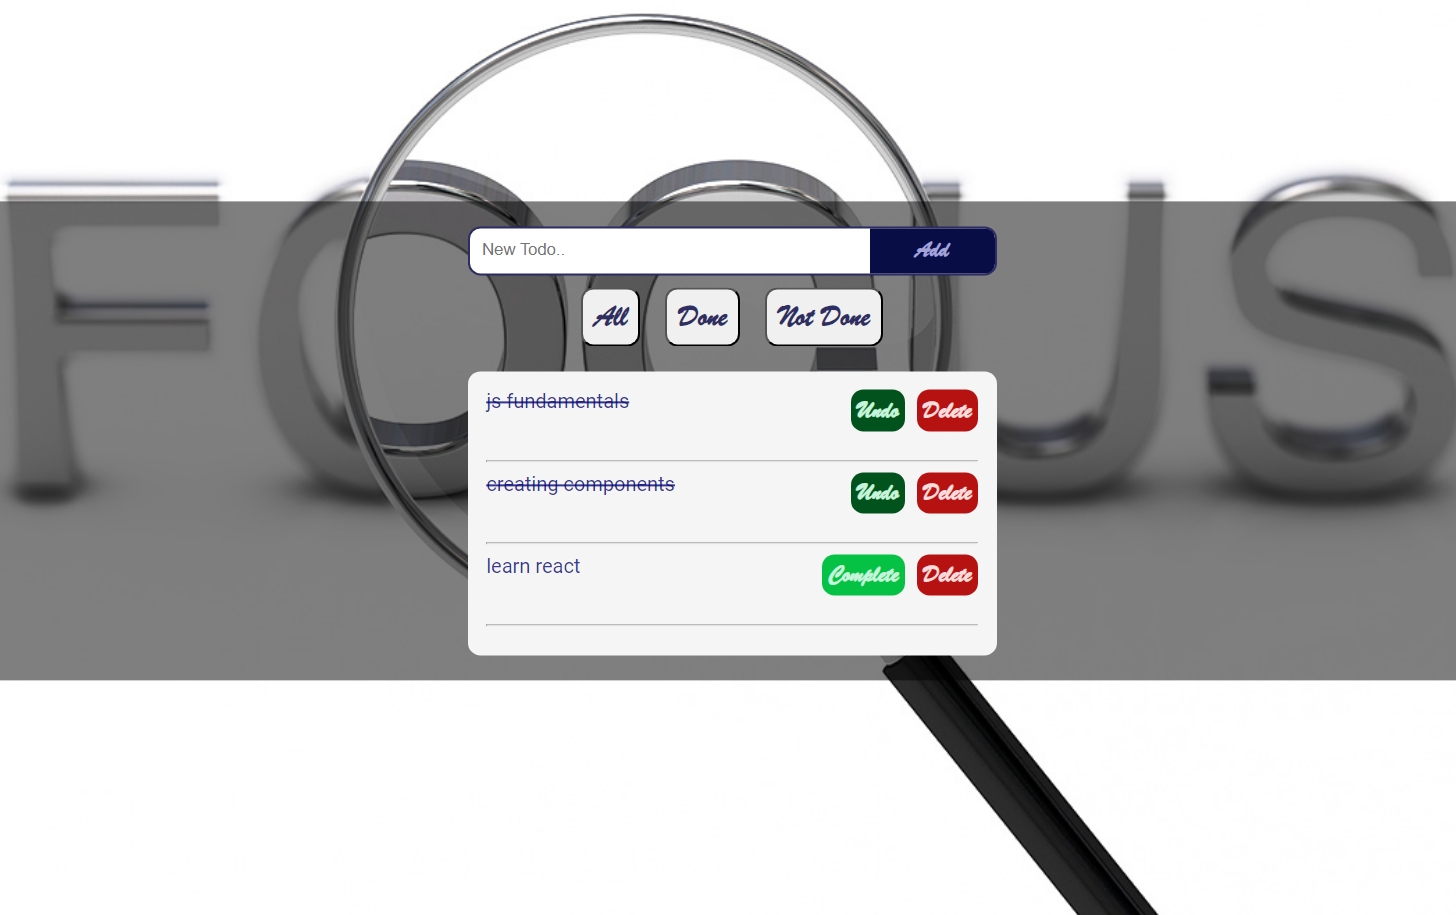 FOCUS
New Todo..
Add
All Done Not Done
js fundamentals Undo Delete
creating components Undo Delete
learn react Complete Delete